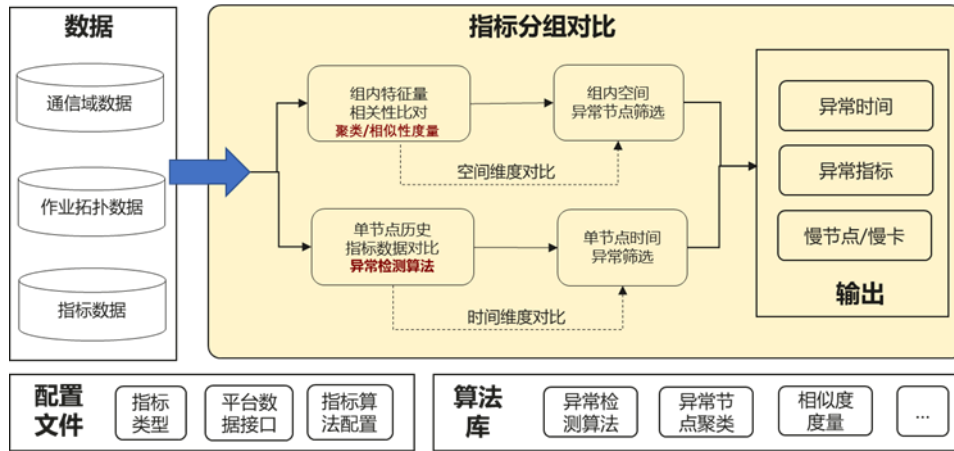 数据
通信域数据
作业拓扑数据
指标数据
指标分组对比
组内特征量
相关性比对
聚类/相似性度量
组内空间
异常节点筛选
空间维度对比
单节点历史
指标数据对比
异常检测算法
单节点时间
异常筛选
时间维度对比
异常时间
异常指标
慢节点/慢卡
输出
配置
文件
指标
类型
平台数
据接口
指标算
法配置
算法
库
异常检
测算法
异常节
点聚类
相似度
度量
...